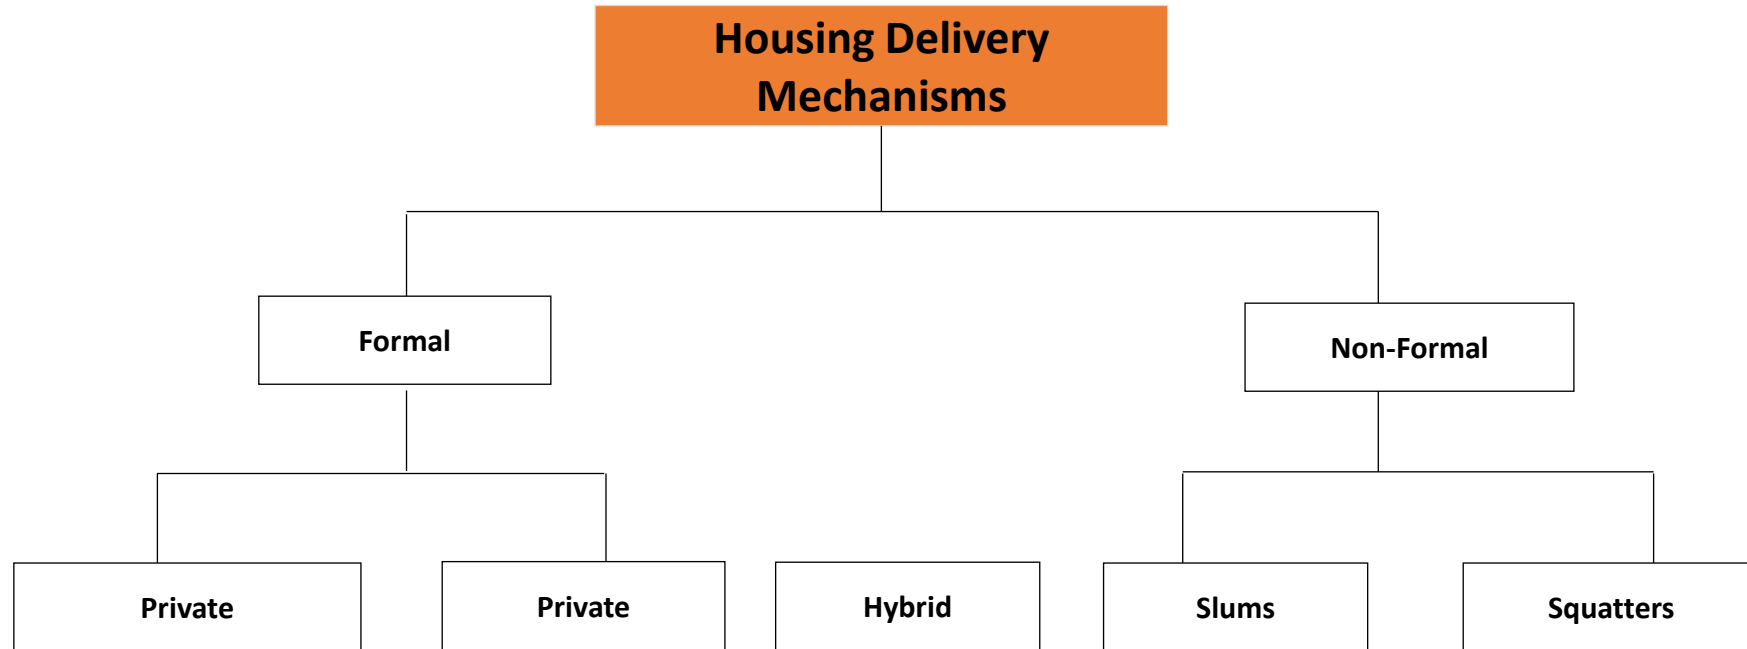 Housing Delivery
Mechanisms
Formal
Non-Formal
Private
Private
Hybrid
Slums
Squatters